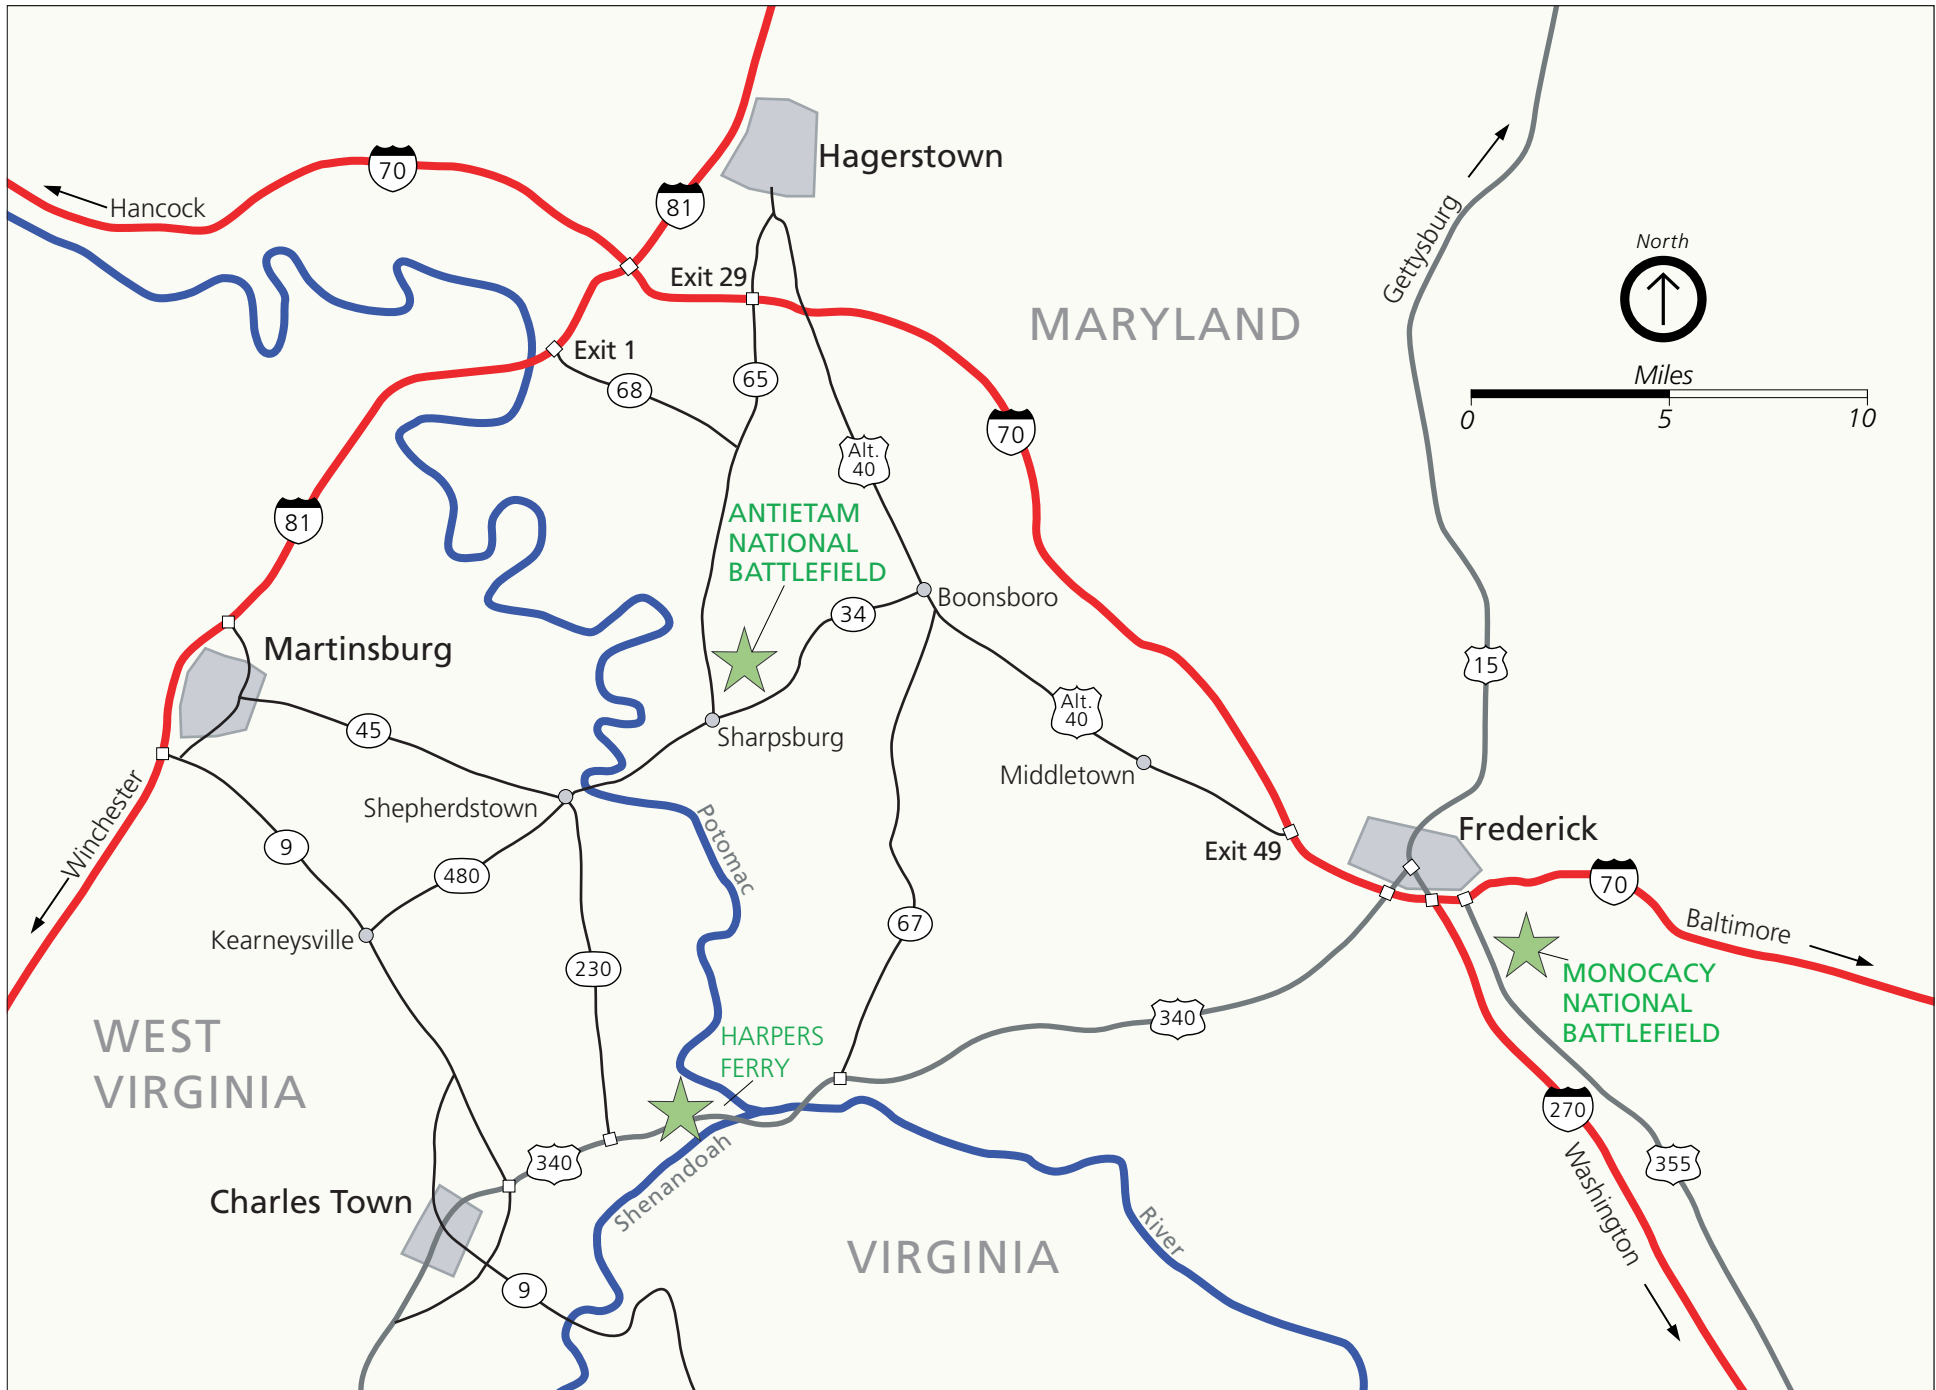 70
Hancock
81
Hagerstown
Exit 29
Exit 1
68
65
MARYLAND
Gettysburg
North
Miles
0
5
10
70
Alt.
40
81
ANTIETAM
NATIONAL
BATTLEFIELD
34
Boonsboro
Martinsburg
15
45
Alt.
40
Sharpsburg
Middletown
Shepherdstown
Winchester
9
480
Potomac
Frederick
Exit 49
70
Baltimore
Kearneysville
67
230
MONOCACY
NATIONAL
BATTLEFIELD
WEST
VIRGINIA
HARPERS
FERRY
340
270
340
Shenandoah
355
Washington
Charles Town
VIRGINIA
River
9